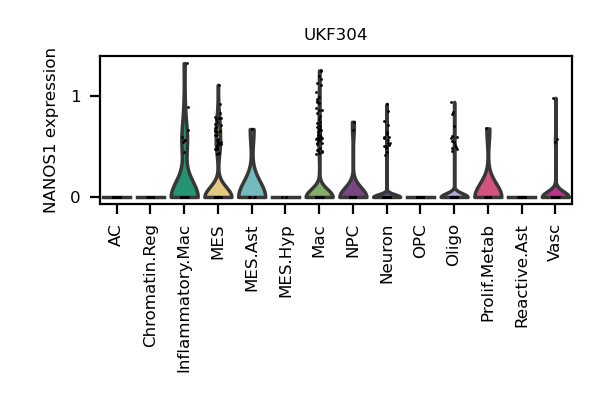 UKF304
NANOS1 expression
1
0
AC
Chromatin.Reg
Inflammatory.Mac
MES
MES.Ast
MES.Hyp
Mac
NPC
Neuron
OPC
Oligo
Prolif.Metab
Reactive.Ast
Vasc